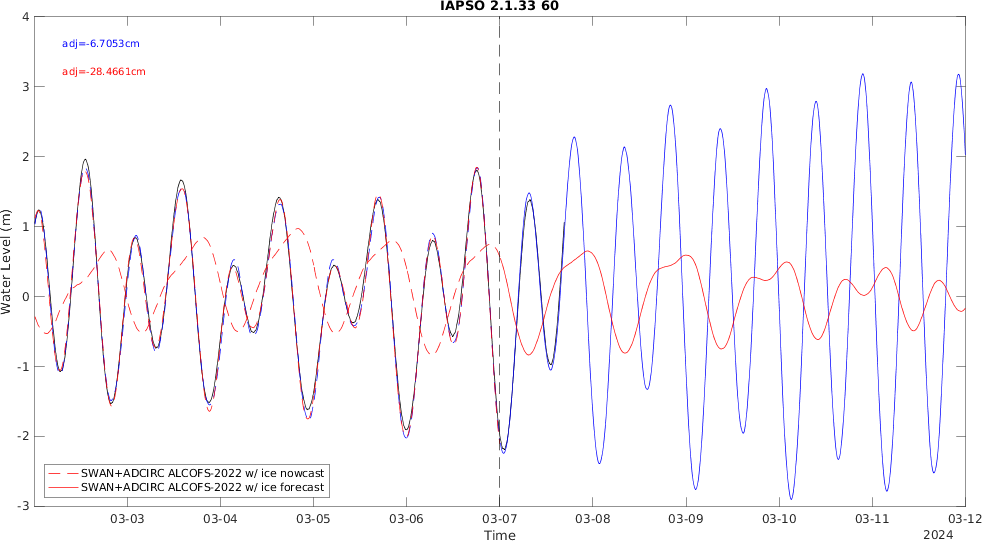 IAPSO 2.1.33 60
adj=-6.7053cm
adj=-28.4661cm
4
3
2
1
0
-1
-2
-3
Water Level (m)
SWAN+ADCIRC ALCOFS-2022 w/ ice nowcast
SWAN+ADCIRC ALCOFS-2022 w/ ice forecast
03-03 03-04 03-05 03-06 03-07 03-08 03-09 03-10 03-11 03-12
Time
2024